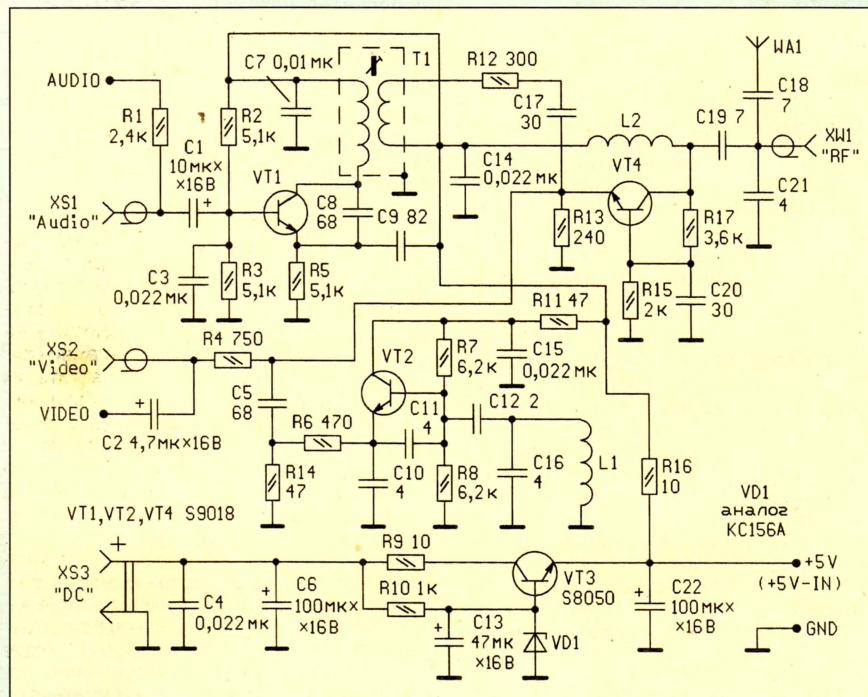 AUDIO
R1
2,4к
C1
10мк×
×16В
XS1
"Audio"
C3
0,022мк
R2
5,1к
R3
5,1к
C7 0,01мк
VT1
R5
5,1к
C8
68
C9 82
T1
R12 300
C17
30
C14
0,022мк
L2
VT4
R13
240
R15
2к
R17
3,6к
C20
30
C19 7
WA1
C18
7
XW1
"RF"
C21
4
XS2
"Video"
VIDEO
C2 4,7мк×16В
R4 750
C5
68
R14
47
R6 470
VT2
C10
4
C11
4
R7
6,2к
R8
6,2к
R11 47
C15
0,022мк
C12 2
C16
4
L1
R16
10
VT1,VT2,VT4 S9018
VD1
аналог
КС156А
XS3
"DC"
+
C4
0,022мк
C6
100мк×
×16В
R9 10
R10 1к
C13
47мк
×16В
VD1
VT3
S8050
C22
100мк×
×16В
+5V
(+5V-IN)
GND